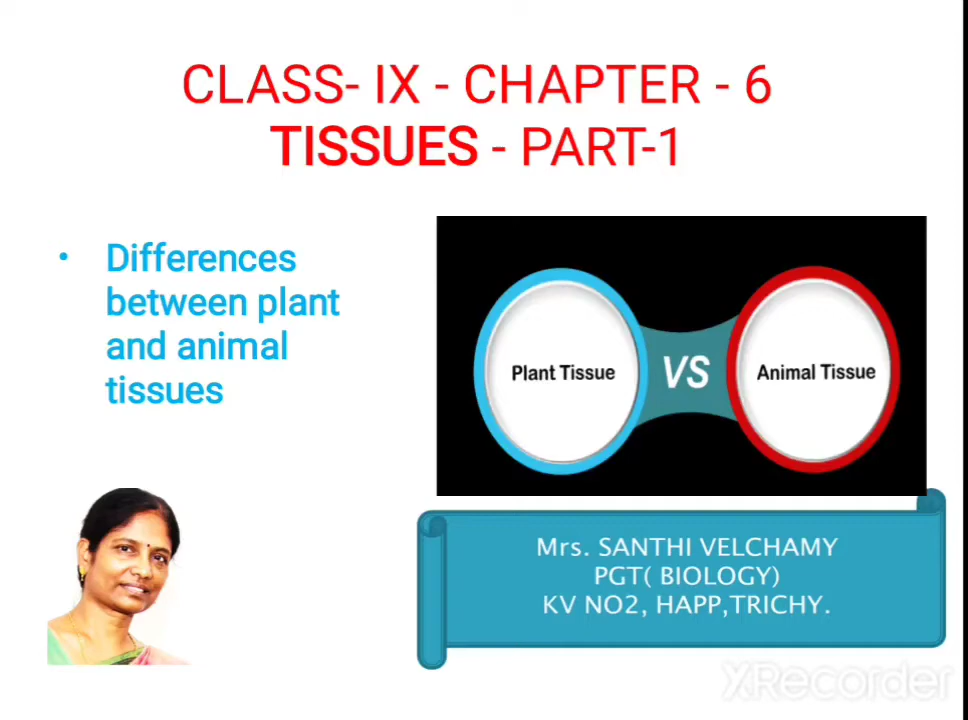 CLASS- IX - CHAPTER - 6
TISSUES - PART-1
• Differences
between plant
and animal
tissues
Plant Tissue
VS
Animal Tissue
Mrs. SANTHI VELCHAMY
PGT( BIOLOGY)
KV NO2, HAPP,TRICHY.
XRecorder